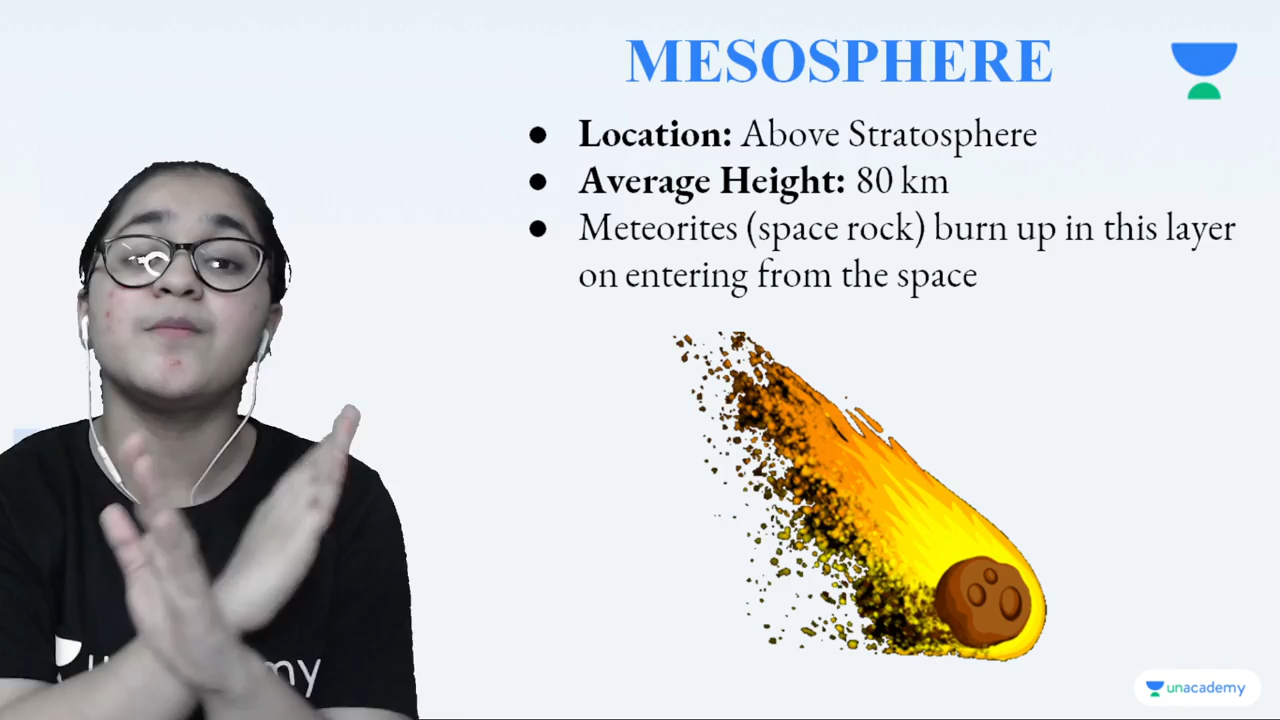 MESOSPHERE
● Location: Above Stratosphere
● Average Height: 80 km
● Meteorites (space rock) burn up in this layer
on entering from the space
unacademy